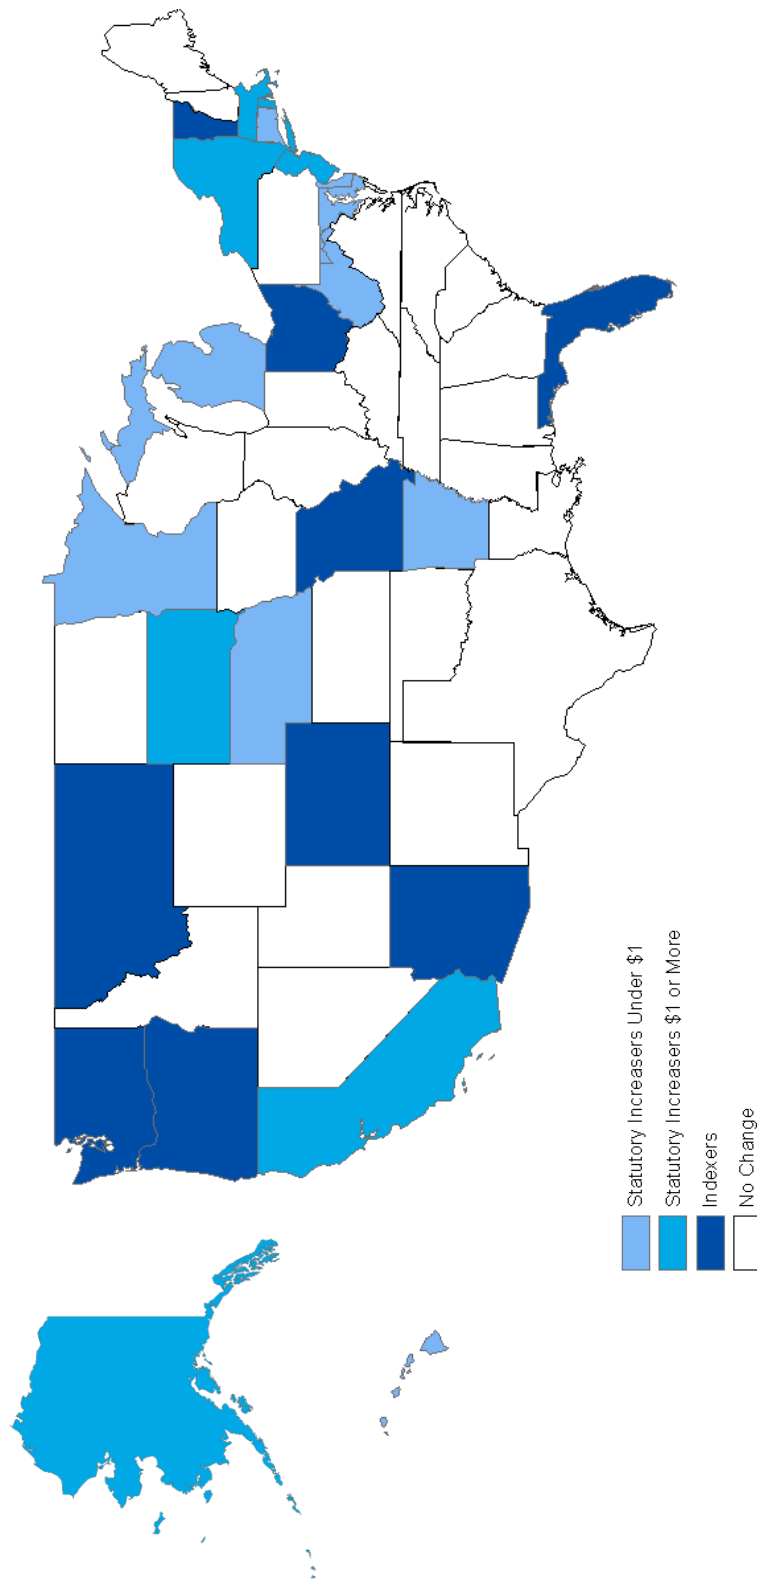 Statutory Increasers Under $1
Statutory Increasers $1 or More
Indexers
No Change